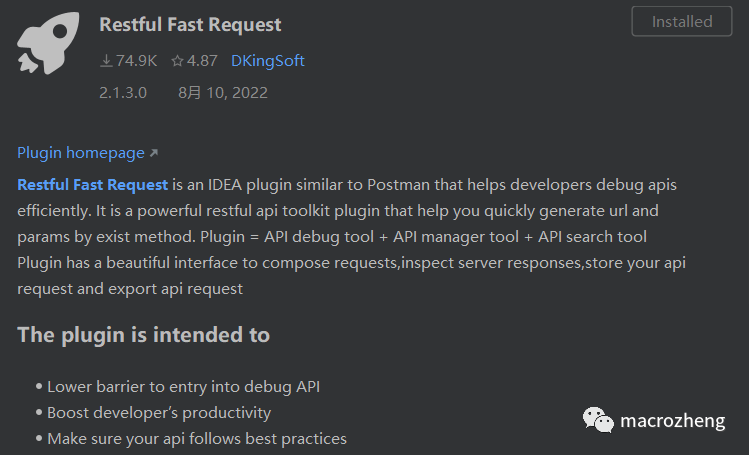 Restful Fast Request
Installed
74.9K 4.87 DKingSoft
2.1.3.0 8月 10, 2022
Plugin homepage
Restful Fast Request is an IDEA plugin similar to Postman that helps developers debug apis
efficiently. It is a powerful restful api toolkit plugin that help you quickly generate url and
params by exist method. Plugin = API debug tool + API manager tool + API search tool
Plugin has a beautiful interface to compose requests,inspect server responses,store your api
request and export api request
The plugin is intended to
• Lower barrier to entry into debug API
• Boost developer’s productivity
• Make sure your api follows best practices
macrozheng